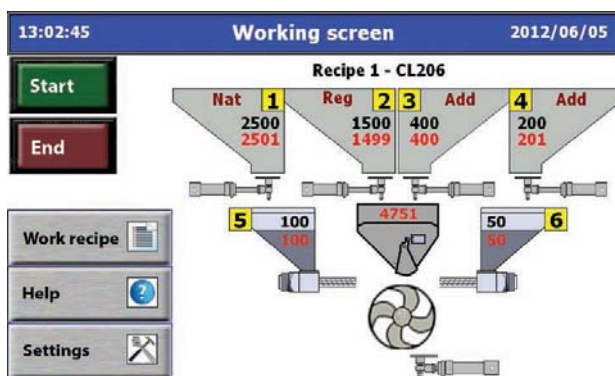 13:02:45 Working screen 2012/06/05
Recipe 1 - CL206
Start
End
Nat 1
2500
2501
Reg 2
1500
1499
3 Add
400
400
4 Add
200
201
5 100
100
4751
50 6
50
Work recipe
Help
?
Settings